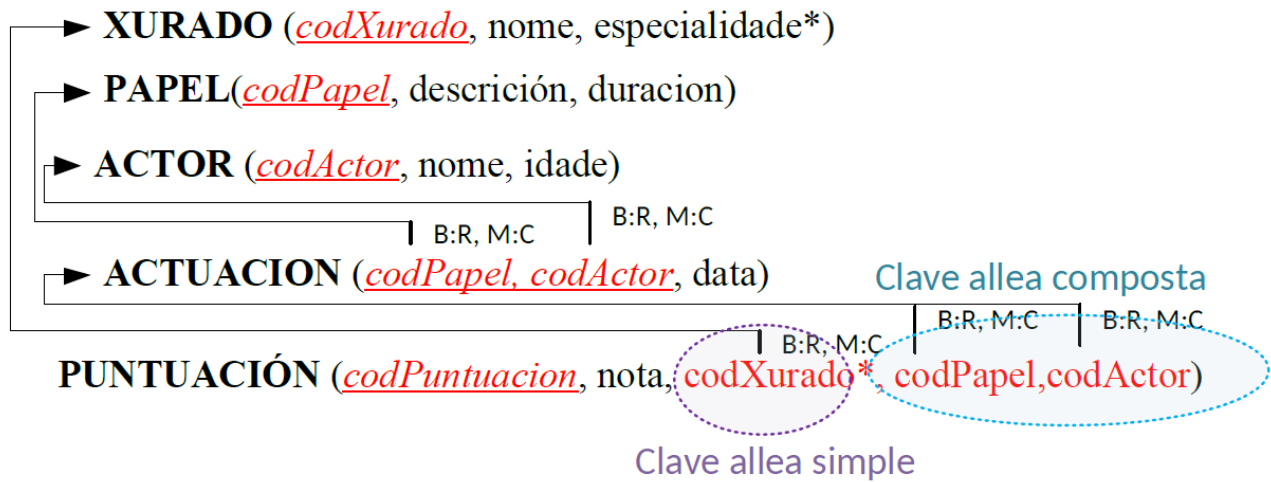 XURADO (codXurado, nome, especialidade*)
PAPEL(codPapel, descrición, duracion)
ACTOR (codActor, nome, idade)
B:R, M:C
B:R, M:C
ACTUACION (codPapel, codActor, data)
Clave allea composta
B:R, M:C
B:R, M:C
B:R, M:C
PUNTUACIÓN (codPuntuacion, nota, codXurado*, codPapel,codActor)
Clave allea simple